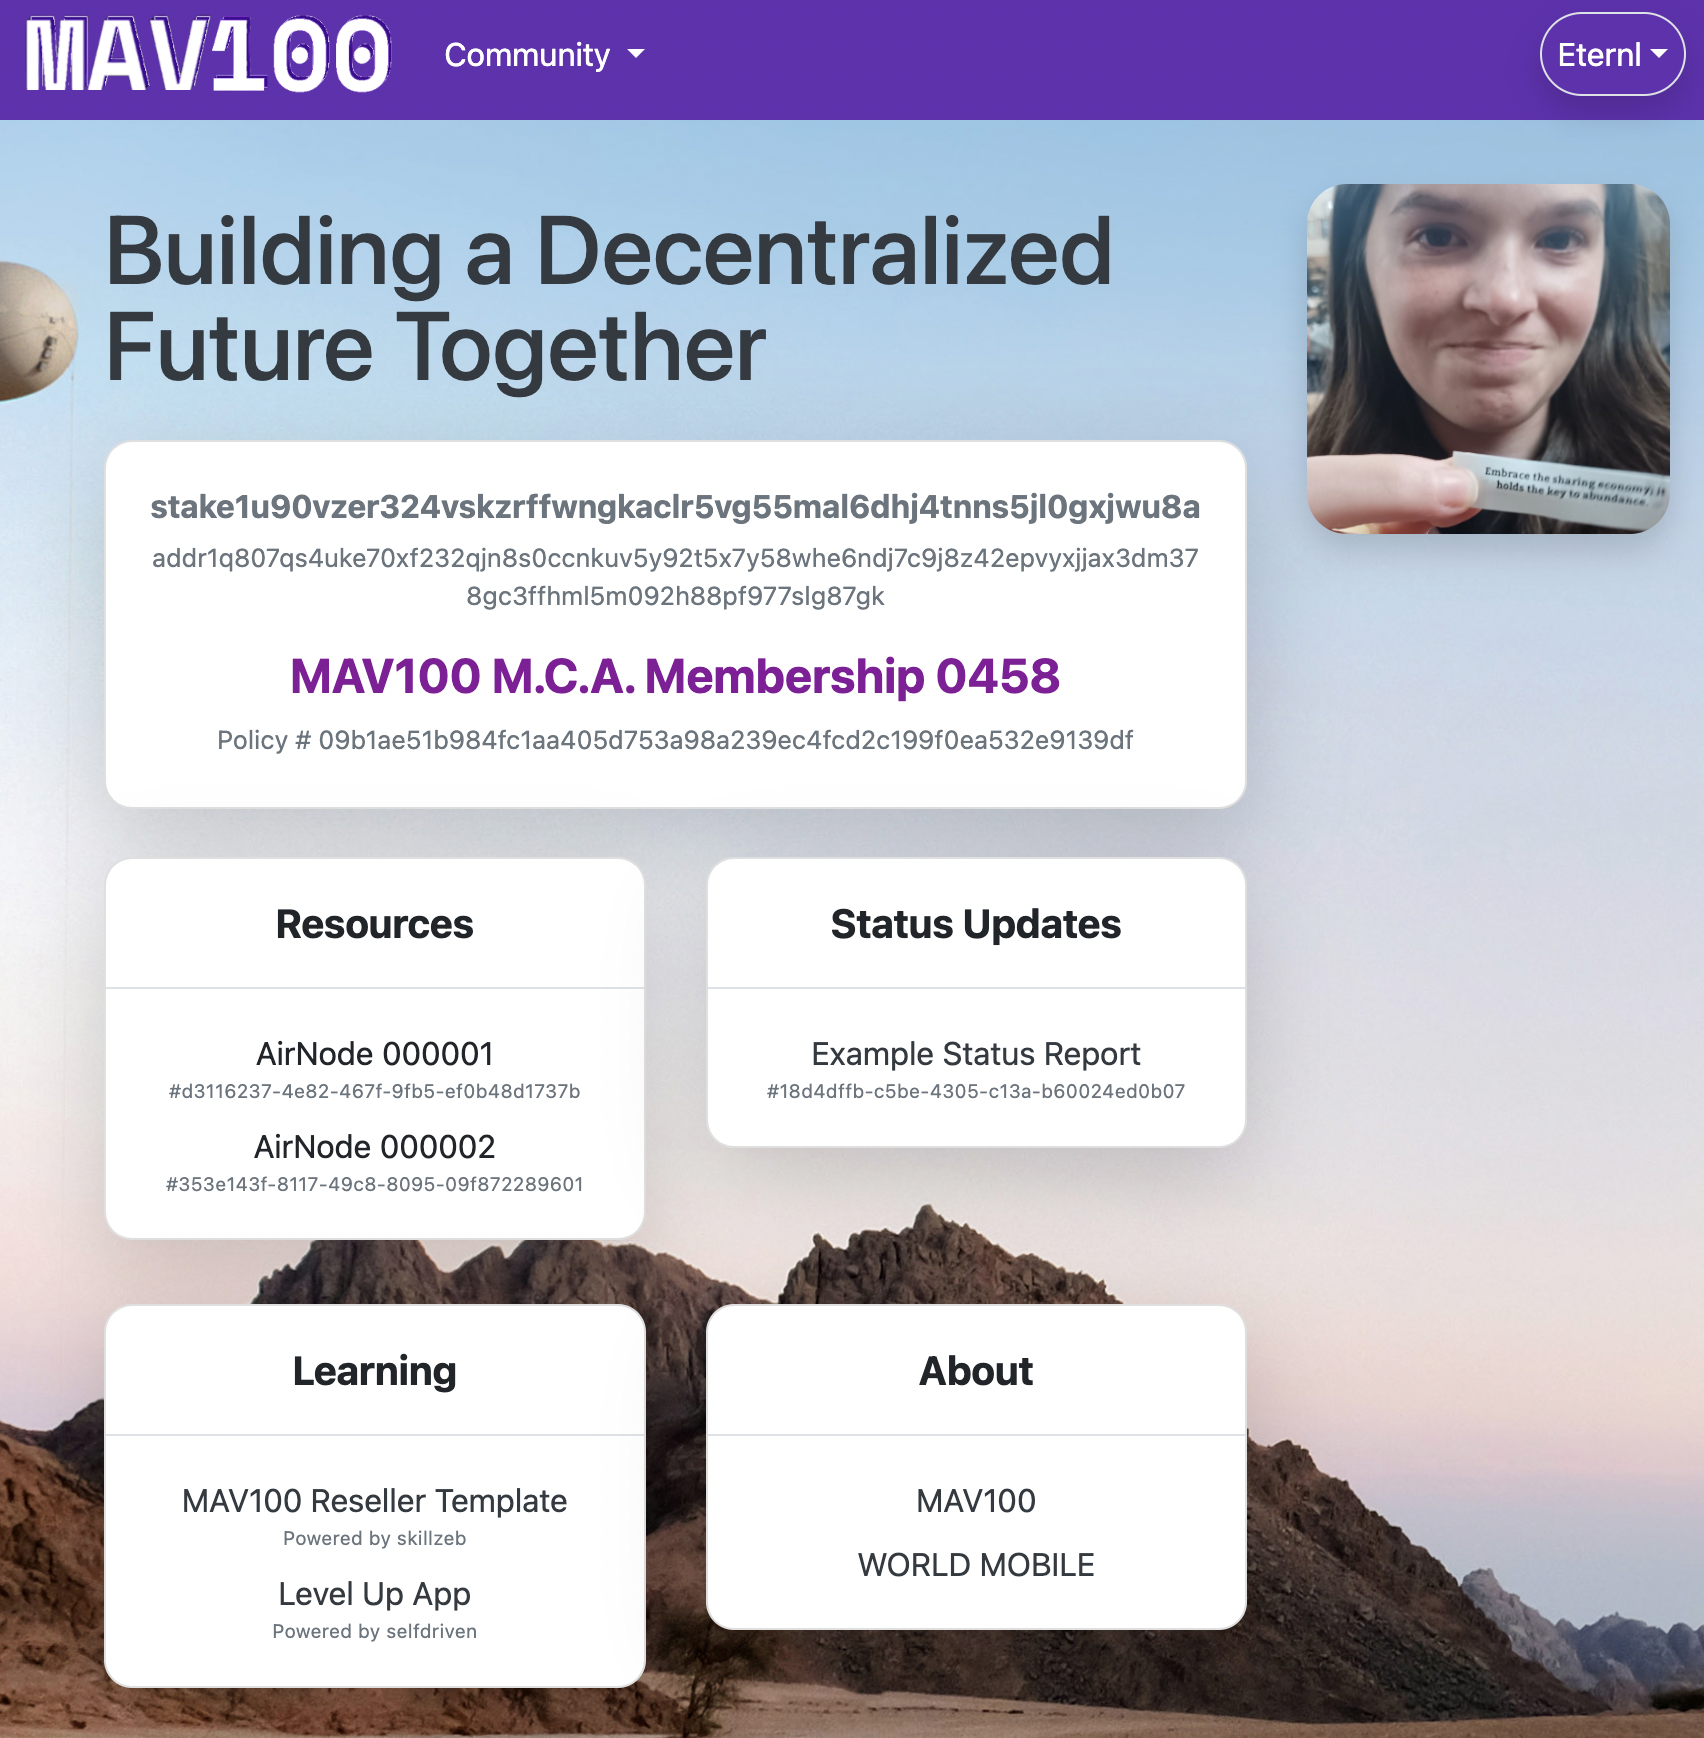 MAV100
Community
Eternl
Building a Decentralized
Future Together
Embrace the sharing economy; it
holds the key to abundance.
stake1u90vzer324vskzrffwngkaclr5vg55mal6dhj4tnns5jl0gxjwu8a
addr1q807qs4uke70xf232qjn8s0ccnkuv5y92t5x7y58whe6ndj7c9j8z42epvyxjjax3dm37
8gc3ffhml5m092h88pf977slg87gk
MAV100 M.C.A. Membership 0458
Policy # 09b1ae51b984fc1aa405d753a98a239ec4fcd2c199f0ea532e9139df
Resources
AirNode 000001
#d3116237-4e82-467f-9fb5-ef0b48d1737b
AirNode 000002
#353e143f-8117-49c8-8095-09f872289601
Status Updates
Example Status Report
#18d4dffb-c5be-4305-c13a-b60024ed0b07
Learning
MAV100 Reseller Template
Powered by skillzeb
Level Up App
Powered by selfdriven
About
MAV100
WORLD MOBILE